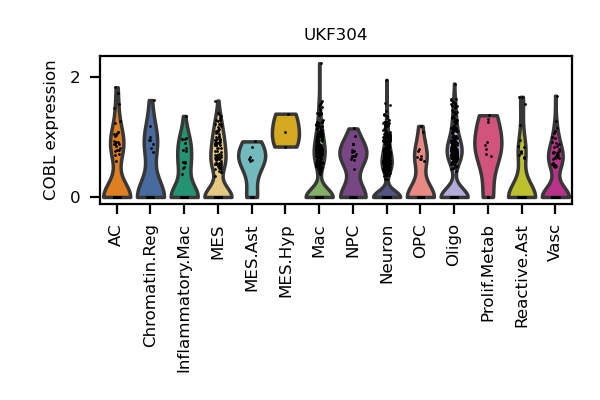 UKF304
COBL expression
2
0
AC
Chromatin.Reg
Inflammatory.Mac
MES
MES.Ast
MES.Hyp
Mac
NPC
Neuron
OPC
Oligo
Prolif.Metab
Reactive.Ast
Vasc